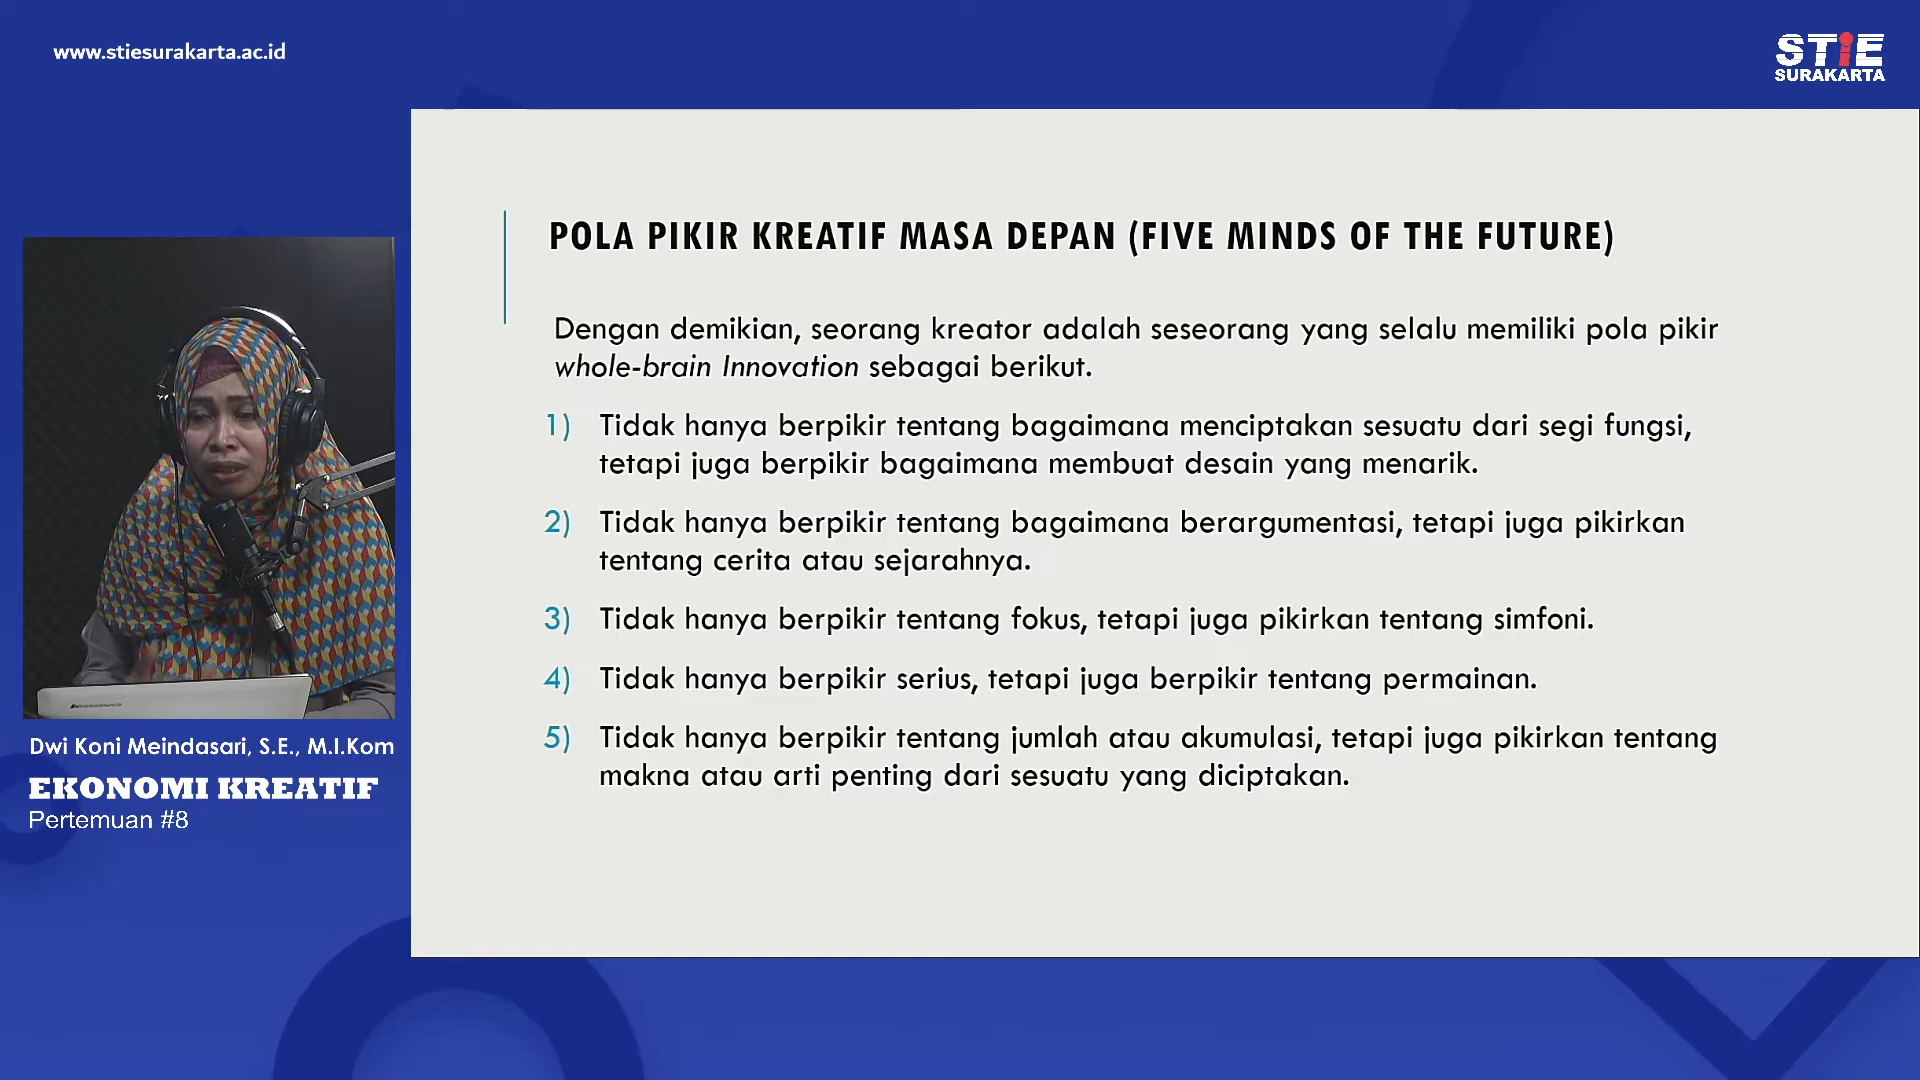 www.stiesurakarta.ac.id
STiE
SURAKARTA
POLA PIKIR KREATIF MASA DEPAN (FIVE MINDS OF THE FUTURE)
Dengan demikian, seorang kreator adalah seseorang yang selalu memiliki pola pikir
whole-brain Innovation sebagai berikut.
1) Tidak hanya berpikir tentang bagaimana menciptakan sesuatu dari segi fungsi,
tetapi juga berpikir bagaimana membuat desain yang menarik.
2) Tidak hanya berpikir tentang bagaimana berargumentasi, tetapi juga pikirkan
tentang cerita atau sejarahnya.
3) Tidak hanya berpikir tentang fokus, tetapi juga pikirkan tentang simfoni.
4) Tidak hanya berpikir serius, tetapi juga berpikir tentang permainan.
5) Tidak hanya berpikir tentang jumlah atau akumulasi, tetapi juga pikirkan tentang
makna atau arti penting dari sesuatu yang diciptakan.
Dwi Koni Meindasari, S.E., M.I.Kom
EKONOMI KREATIF
Pertemuan #8